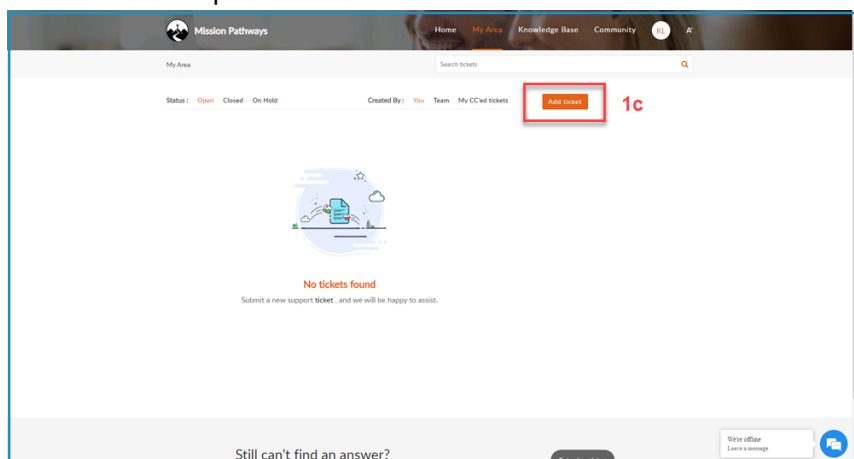 Mission Pathways
Home My Area Knowledge Base Community KL
My Area Search tickets
Status : Open Closed On Hold Created By : You Team My CC'ed tickets Add ticket 1c
No tickets found
Submit a new support ticket , and we will be happy to assist.
We're offline
Leave a message
Still can't find an answer?